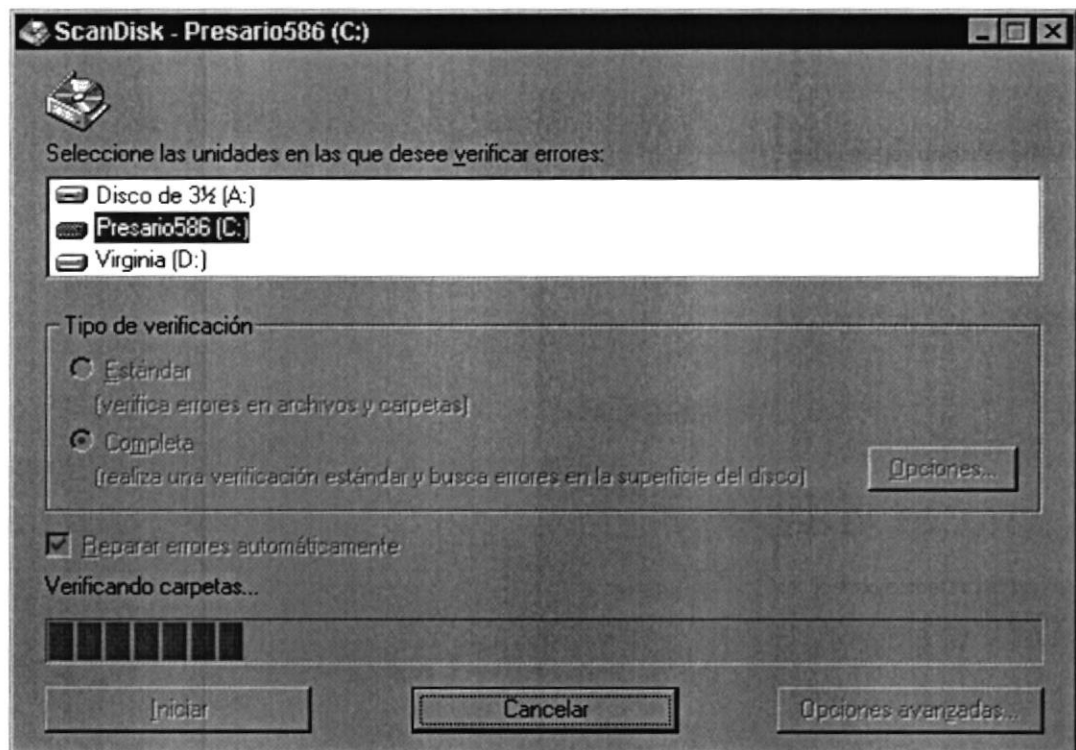 ScanDisk - Presario586 (C:)
Seleccione las unidades en las que desee verificar errores:
Disco de 3½ (A:)
Presario586 (C:)
Virginia (D:)
Tipo de verificación
Estándar
(verifica errores en archivos y carpetas)
Completa
(realiza una verificación estándar y busca errores en la superficie del disco)
Opciones...
Reparar errores automáticamente
Verificando carpetas...
Iniciar
Cancelar
Opciones avanzadas...